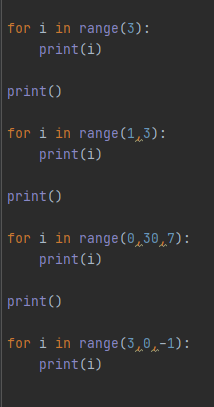 for i in range(3):
    print(i)

print()

for i in range(1,3):
    print(i)

print()

for i in range(0,30,7):
    print(i)

print()

for i in range(3,0,-1):
    print(i)